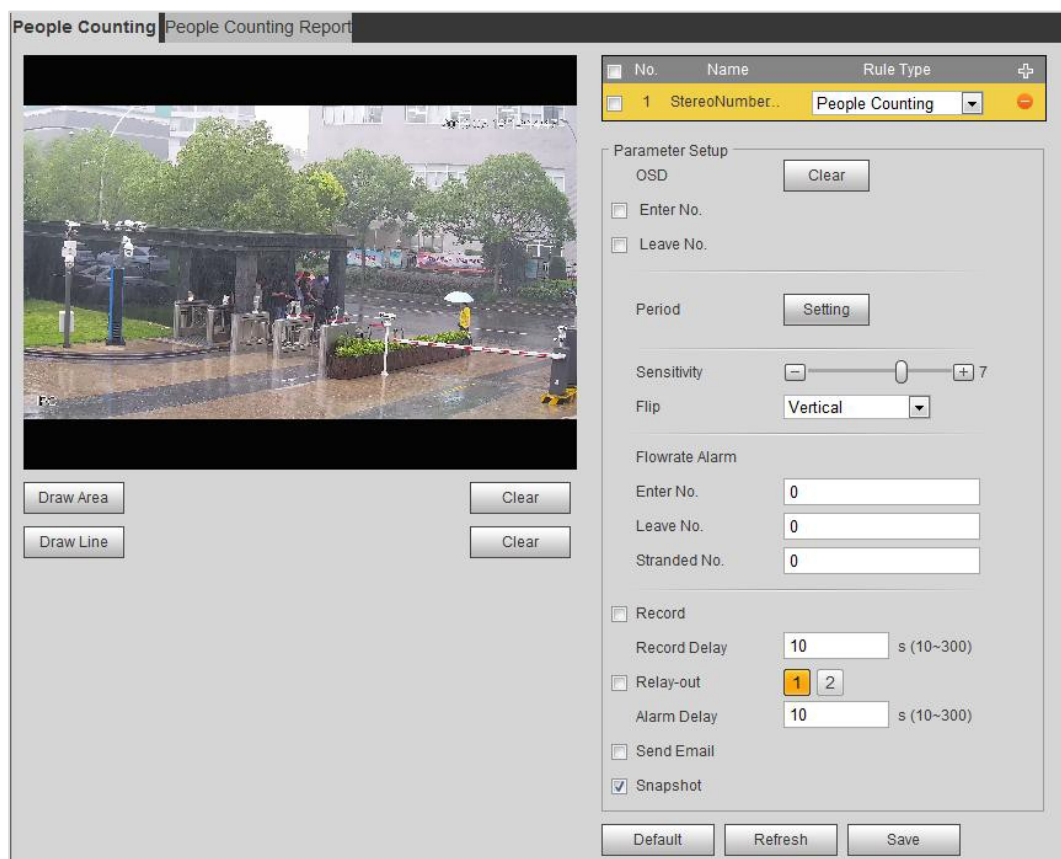 People Counting People Counting Report
No. Name Rule Type
1 StereoNumber.. People Counting
Parameter Setup
OSD Clear
Enter No.
Leave No.
Period Setting
Sensitivity 7
Flip Vertical
Flowrate Alarm
Enter No. 0
Leave No. 0
Stranded No. 0
Record
Record Delay 10 s (10~300)
Relay-out 1 2
Alarm Delay 10 s (10~300)
Send Email
Snapshot
Default Refresh Save
Draw Area Clear
Draw Line Clear